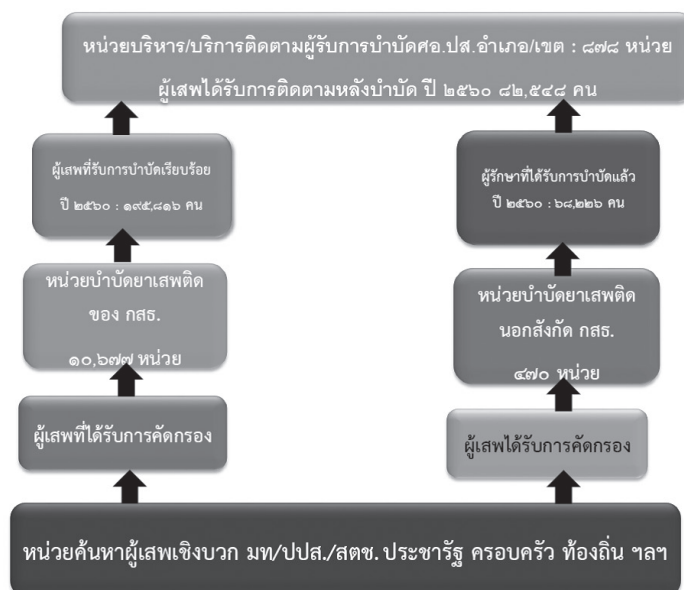 หน่วยบริหาร/บริการติดตามผู้รับการบำบัดศอ.ปส.อำเภอ/เขต : ๘๗๘ หน่วย
ผู้เสพได้รับการติดตามหลังบำบัด ปี ๒๕๖๐ ๘๒,๕๔๘ คน
ผู้เสพที่รับการบำบัดเรียบร้อย
ปี ๒๕๖๐ : ๑๙๕,๘๑๖ คน
ผู้รักษาที่ได้รับการบำบัดแล้ว
ปี ๒๕๖๐ : ๖๘,๒๒๖ คน
หน่วยบำบัดยาเสพติด
ของ กสธ.
๑๐,๖๗๗ หน่วย
หน่วยบำบัดยาเสพติด
นอกสังกัด กสธ.
๔๗๐ หน่วย
ผู้เสพที่ได้รับการคัดกรอง
ผู้เสพได้รับการคัดกรอง
หน่วยค้นหาผู้เสพเชิงบวก มท/ปปส./สตช. ประชารัฐ ครอบครัว ท้องถิ่น ฯลฯ